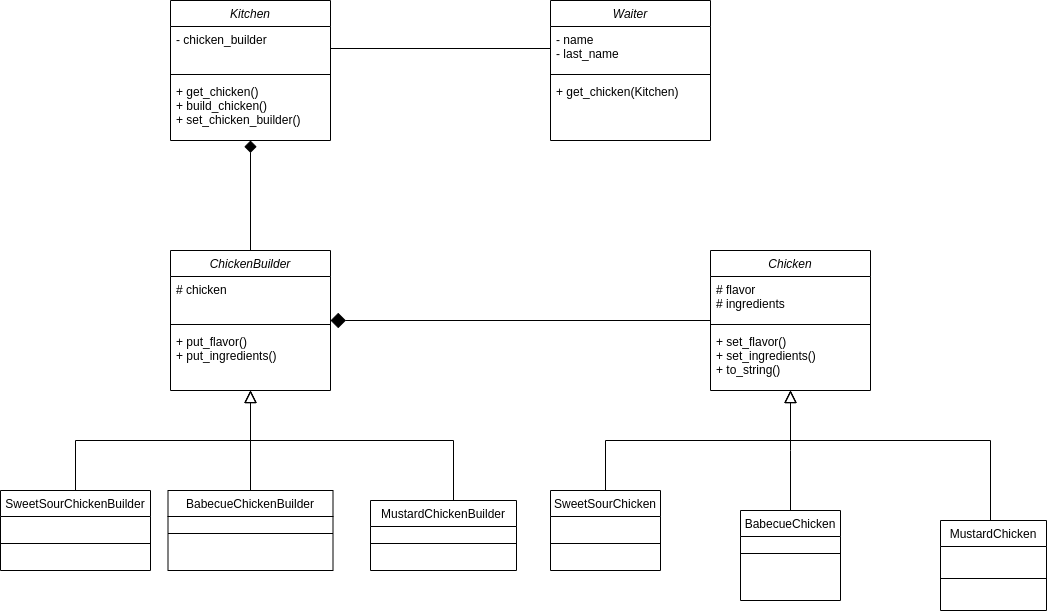 Kitchen
- chicken_builder
+ get_chicken()
+ build_chicken()
+ set_chicken_builder()
Waiter
- name
- last_name
+ get_chicken(Kitchen)
ChickenBuilder
# chicken
+ put_flavor()
+ put_ingredients()
Chicken
# flavor
# ingredients
+ set_flavor()
+ set_ingredients()
+ to_string()
SweetSourChickenBuilder
BabecueChickenBuilder
MustardChickenBuilder
SweetSourChicken
BabecueChicken
MustardChicken